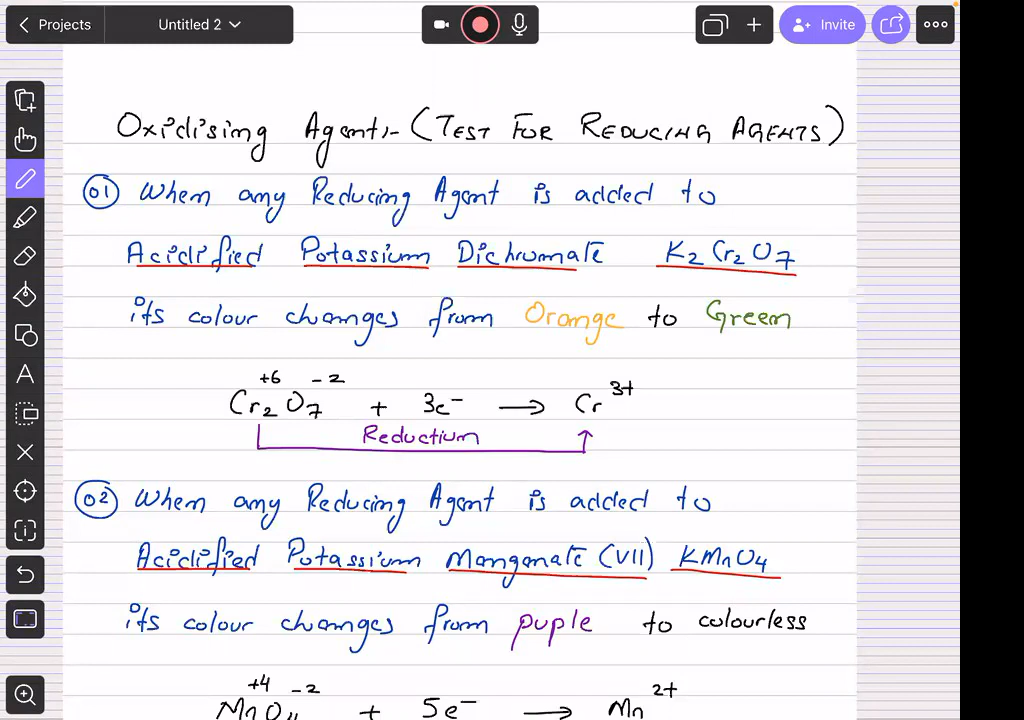 Projects Untitled 2 Invite
Oxidising Agent:- (TEST FOR REDUCING AGENTS)
01 When any Reducing Agent is added to
Acidified Potassium Dichromate K2Cr2O7
its colour changes from Orange to Green
+6 -2
Cr2O7 + 3e⁻ → Cr 3+
Reduction
02 When any Reducing Agent is added to
Acidified Potassium Manganate (VII) KMnO4
its colour changes from puple to colourless
+4 -2
MnO4 + 5e⁻ → Mn 2+